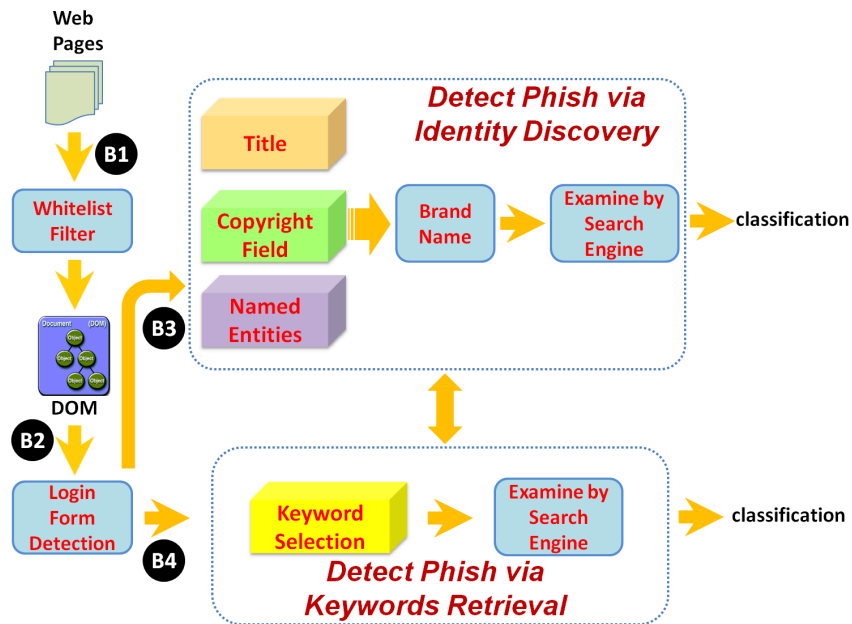 Web
Pages
B1
Whitelist
Filter
Document (DOM)
Object
Object Object
Object Object
DOM
B2
Login
Form
Detection
B3
B4
Detect Phish via
Identity Discovery
Title
Copyright
Field
Named
Entities
Brand
Name
Examine by
Search
Engine
classification
Keyword
Selection
Examine by
Search
Engine
classification
Detect Phish via
Keywords Retrieval